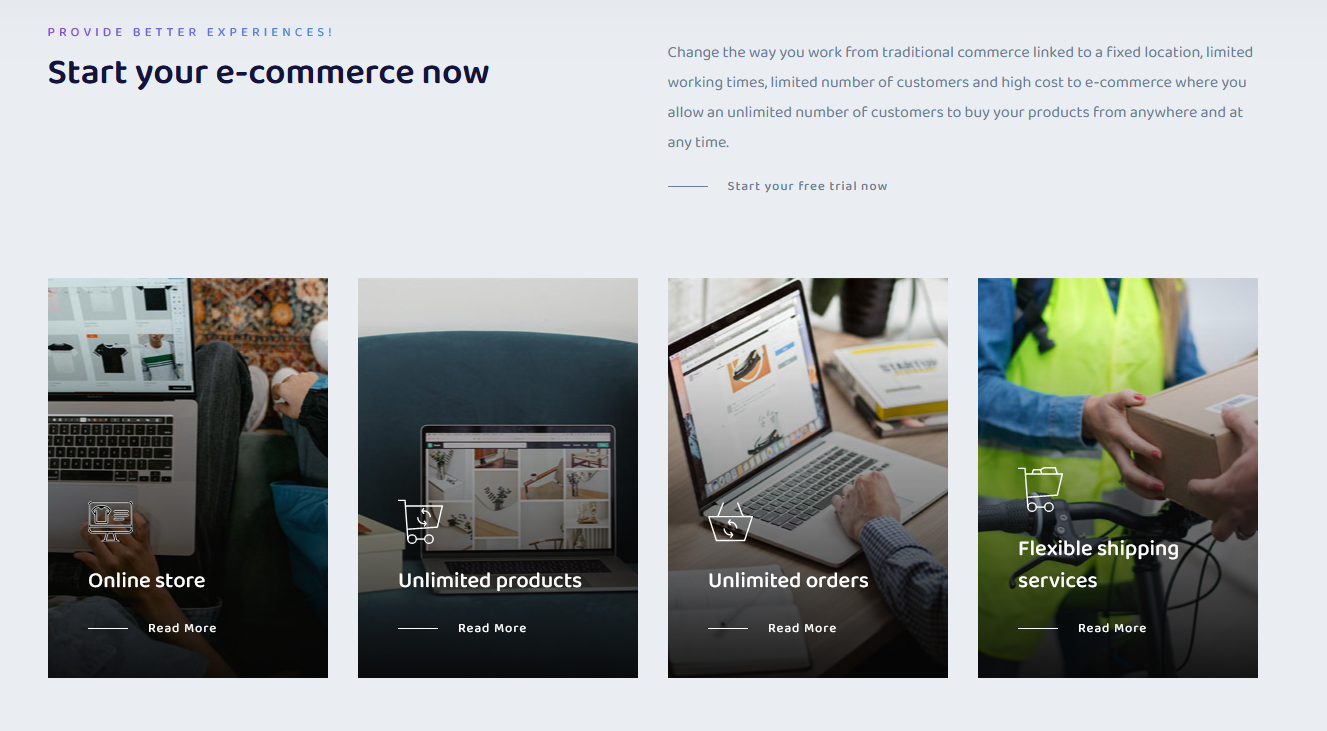 PROVIDE BETTER EXPERIENCES!
Start your e-commerce now
Change the way you work from traditional commerce linked to a fixed location, limited
working times, limited number of customers and high cost to e-commerce where you
allow an unlimited number of customers to buy your products from anywhere and at
any time.
Start your free trial now
Online store
Read More
Unlimited products
Read More
Unlimited orders
Read More
Flexible shipping
services
Read More